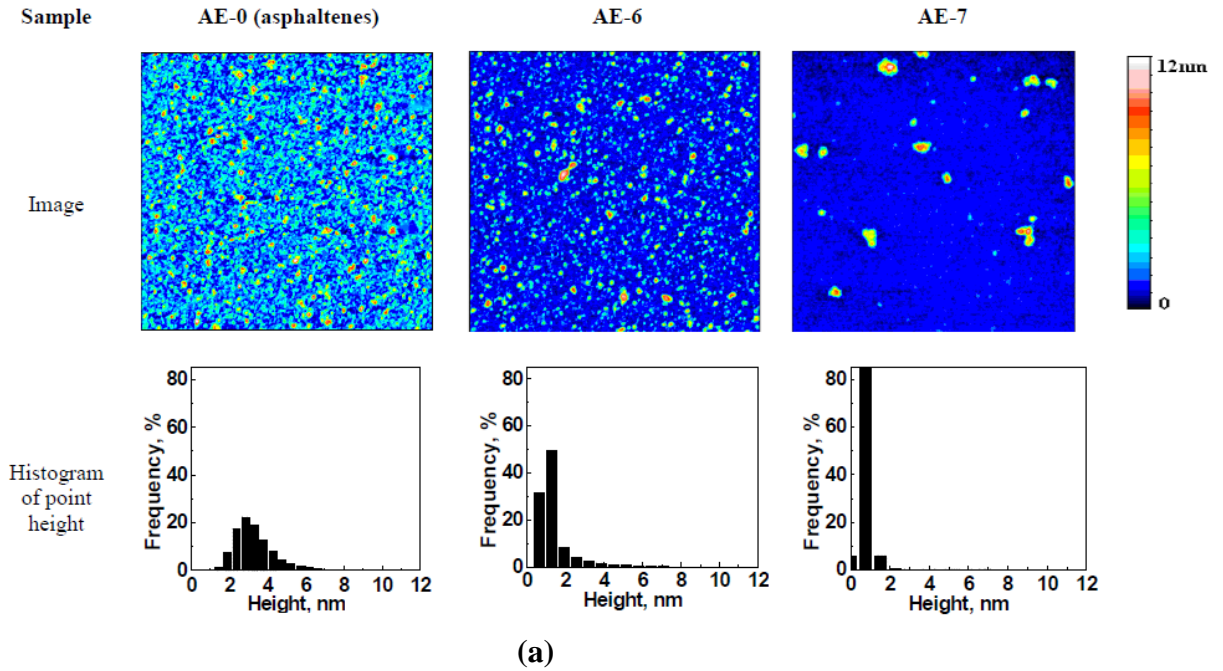 Sample AE-0 (asphaltenes) AE-6 AE-7
12nm
Image
0
Histogram
of point
height
80
60
40
20
0
Frequency, %
0 2 4 6 8 10 12
Height, nm
80
60
40
20
0
Frequency, %
0 2 4 6 8 10 12
Height, nm
80
60
40
20
0
Frequency, %
0 2 4 6 8 10 12
Height, nm
(a)